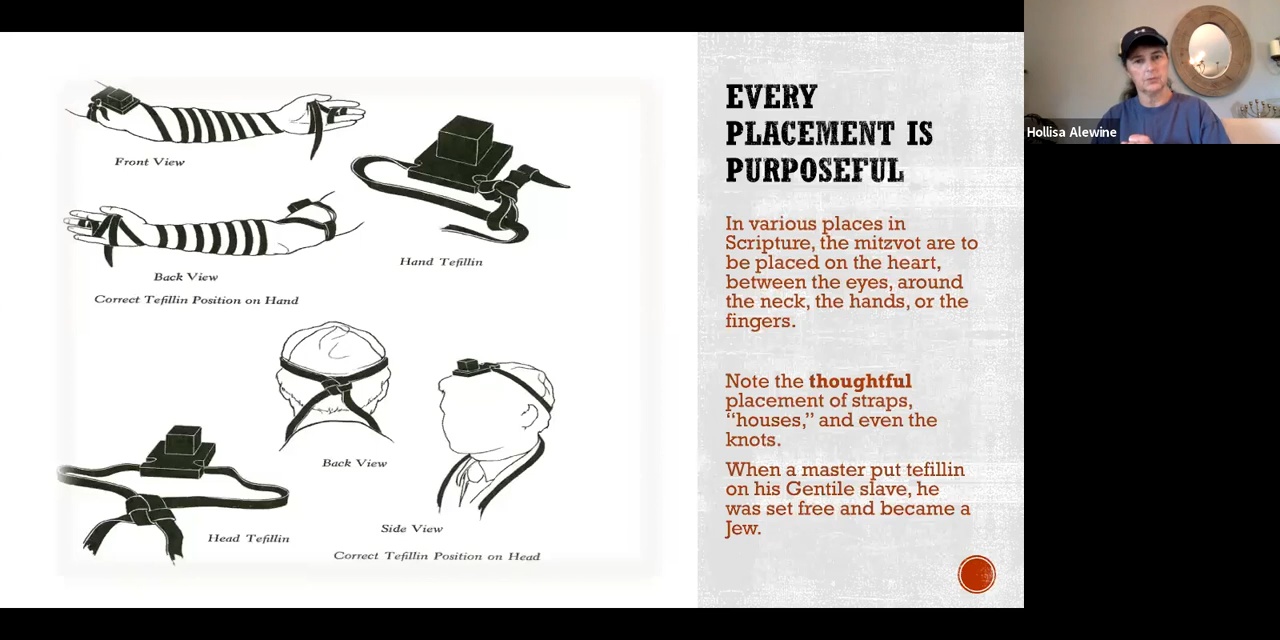 Front View
Back View
Correct Tefillin Position on Hand
Hand Tefillin
Back View
Head Tefillin
Side View
Correct Tefillin Position on Head
EVERY
PLACEMENT IS
PURPOSEFUL
In various places in
Scripture, the mitzvot are to
be placed on the heart,
between the eyes, around
the neck, the hands, or the
fingers.
Note the thoughtful
placement of straps,
“houses,” and even the
knots.
When a master put tefillin
on his Gentile slave, he
was set free and became a
Jew.
Hollisa Alewine